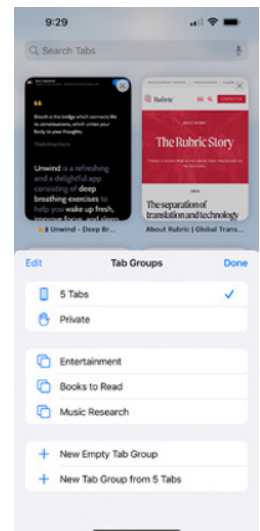 9:29
Search Tabs
Breath is the bridge which connects life
to consciousness, which unites your
body to your thoughts.
Unwind is a refreshing
and a delightful app
consisting of deep
breathing exercises to
help you wake up fresh,
improve focus, and sleep
Unwind - Deep Br...
Rubric
The Rubric Story
The separation of
translation and technology
About Rubric | Global Trans...
Edit
Tab Groups
Done
5 Tabs
Private
Entertainment
Books to Read
Music Research
New Empty Tab Group
New Tab Group from 5 Tabs